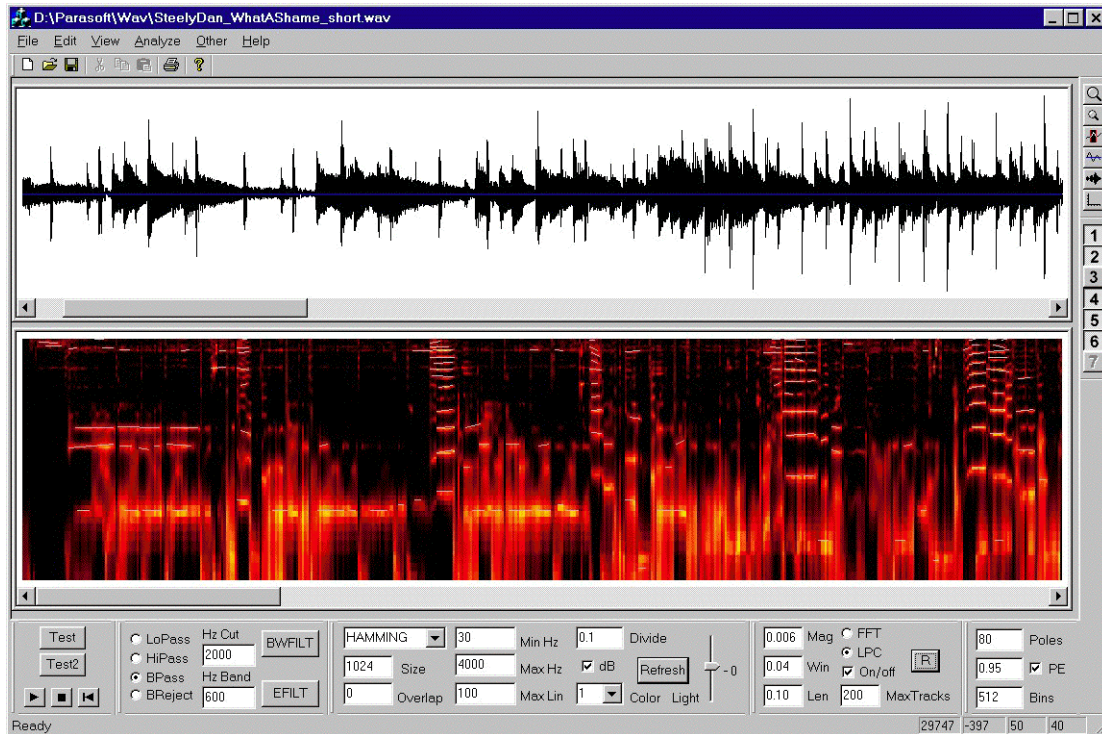 D:\Parasoft\Wav\SteelyDan_WhatAShame_short.wav
File Edit View Analyze Other Help
1
2
3
4
5
6
7
Test
Test2
LoPass
HiPass
BPass
BReject
Hz Cut
2000
Hz Band
600
BWFILT
EFILT
HAMMING
1024 Size
0 Overlap
30 Min Hz
4000 Max Hz
100 Max Lin
0.1 Divide
dB
Refresh
1 Color Light
- 0
0.006 Mag
0.04 Win
0.10 Len
FFT
LPC
On/off
R
200 MaxTracks
80 Poles
0.95 PE
512 Bins
Ready
29747 -397 50 40